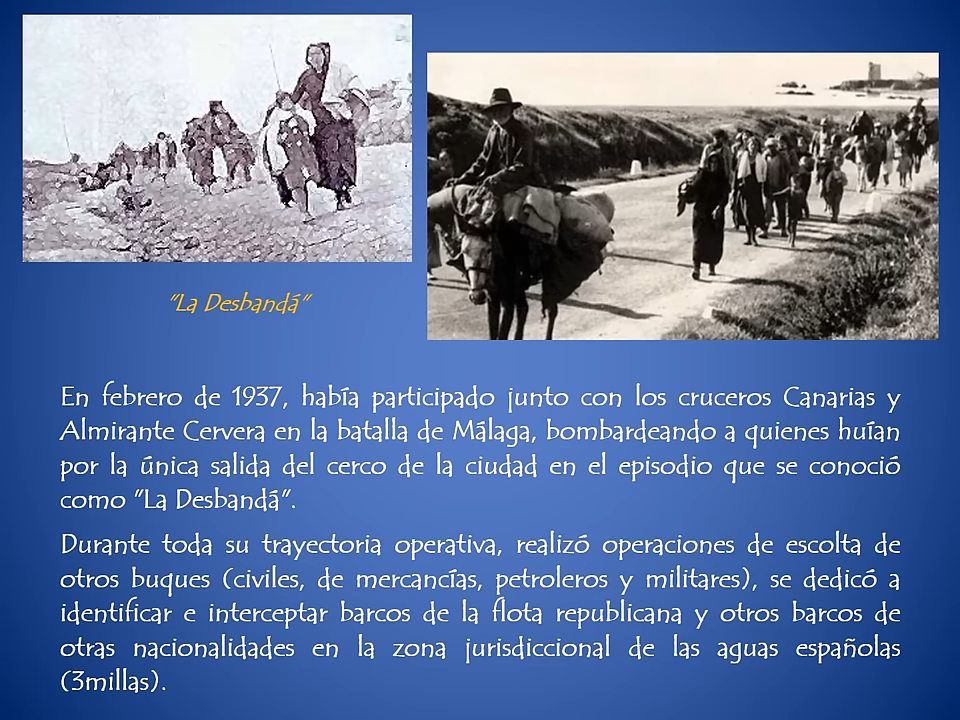 "La Desbandá"
En febrero de 1937, había participado junto con los cruceros Canarias y
Almirante Cervera en la batalla de Málaga, bombardeando a quienes huían
por la única salida del cerco de la ciudad en el episodio que se conoció
como "La Desbandá".
Durante toda su trayectoria operativa, realizó operaciones de escolta de
otros buques (civiles, de mercancías, petroleros y militares), se dedicó a
identificar e interceptar barcos de la flota republicana y otros barcos de
otras nacionalidades en la zona jurisdiccional de las aguas españolas
(3millas).